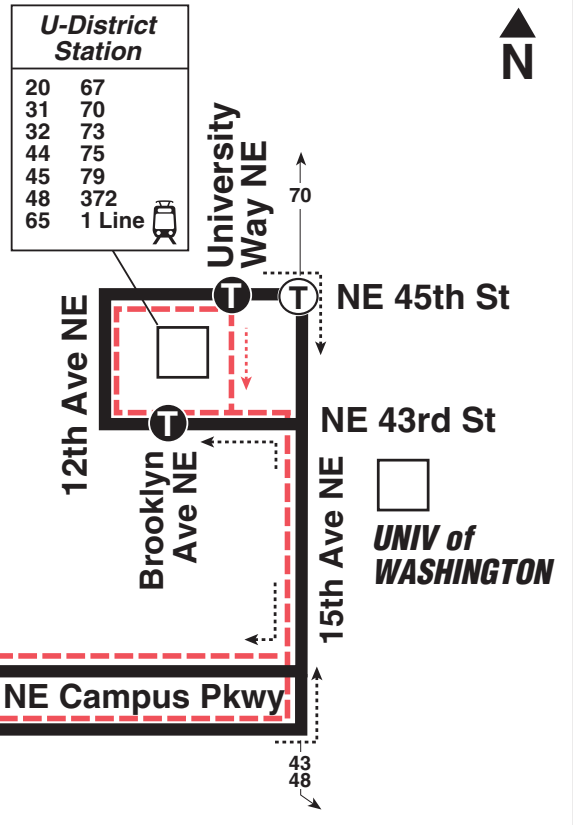 U-District
Station
20 67
31 70
32 73
44 75
45 79
48 372
65 1 Line
N
University
Way NE
70
T
T
NE 45th St
12th Ave NE
T
NE 43rd St
Brooklyn
Ave NE
15th Ave NE
UNIV of
WASHINGTON
NE Campus Pkwy
43
48